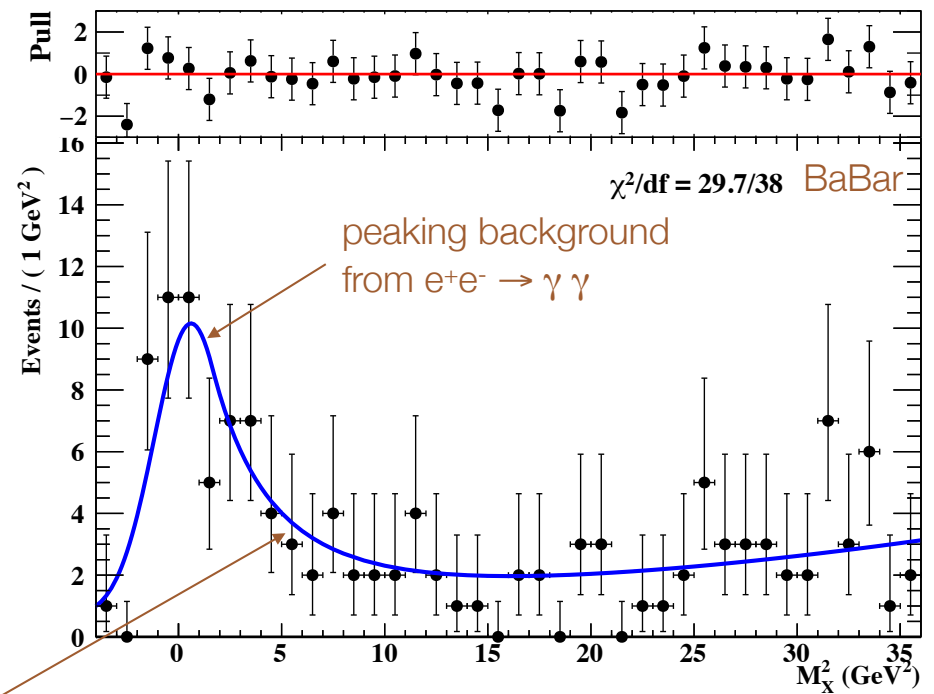 Pull
2
0
−2
Events / ( 1 GeV² )
16
14
12
10
8
6
4
2
0
χ²/df = 29.7/38 BaBar
peaking background
from e⁺e⁻ → γ γ
0 5 10 15 20 25 30 35
M_X² (GeV²)